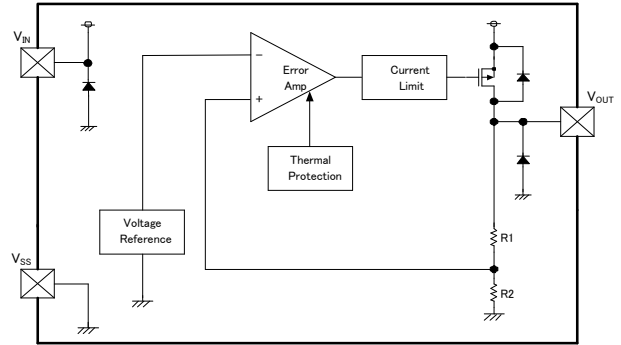 VIN
−
Error
Amp
+
Current
Limit
VOUT
Thermal
Protection
Voltage
Reference
R1
VSS
R2